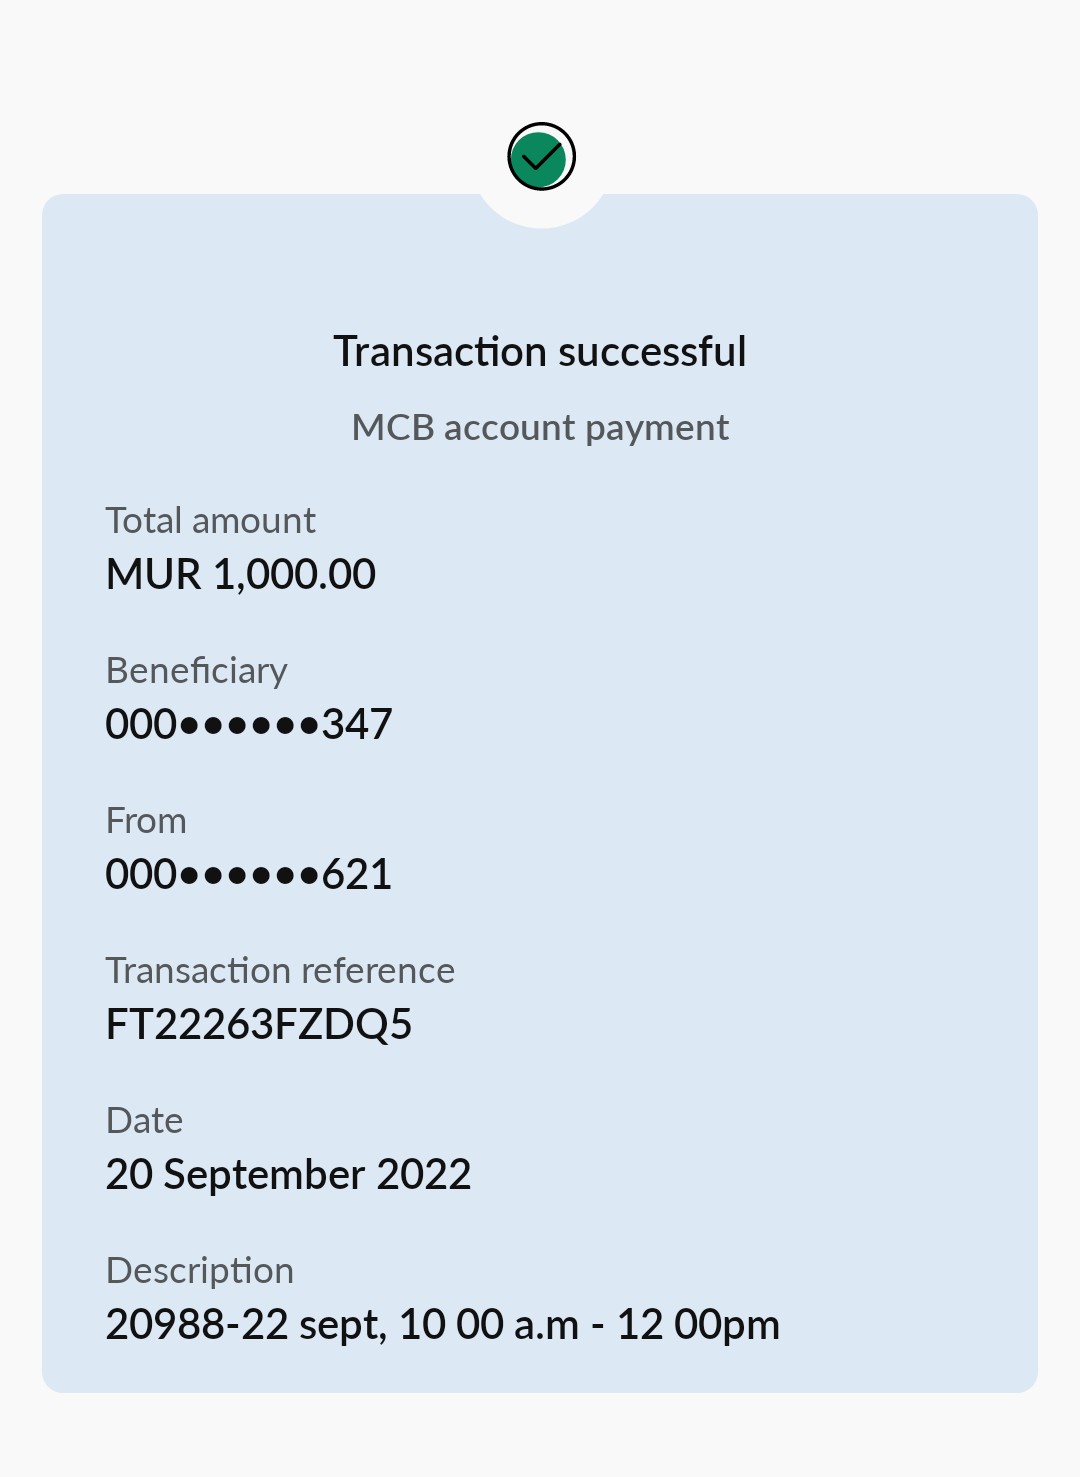 Transaction successful
MCB account payment
Total amount
MUR 1,000.00
Beneficiary
000••••••347
From
000••••••621
Transaction reference
FT22263FZDQ5
Date
20 September 2022
Description
20988-22 sept, 10 00 a.m - 12 00pm